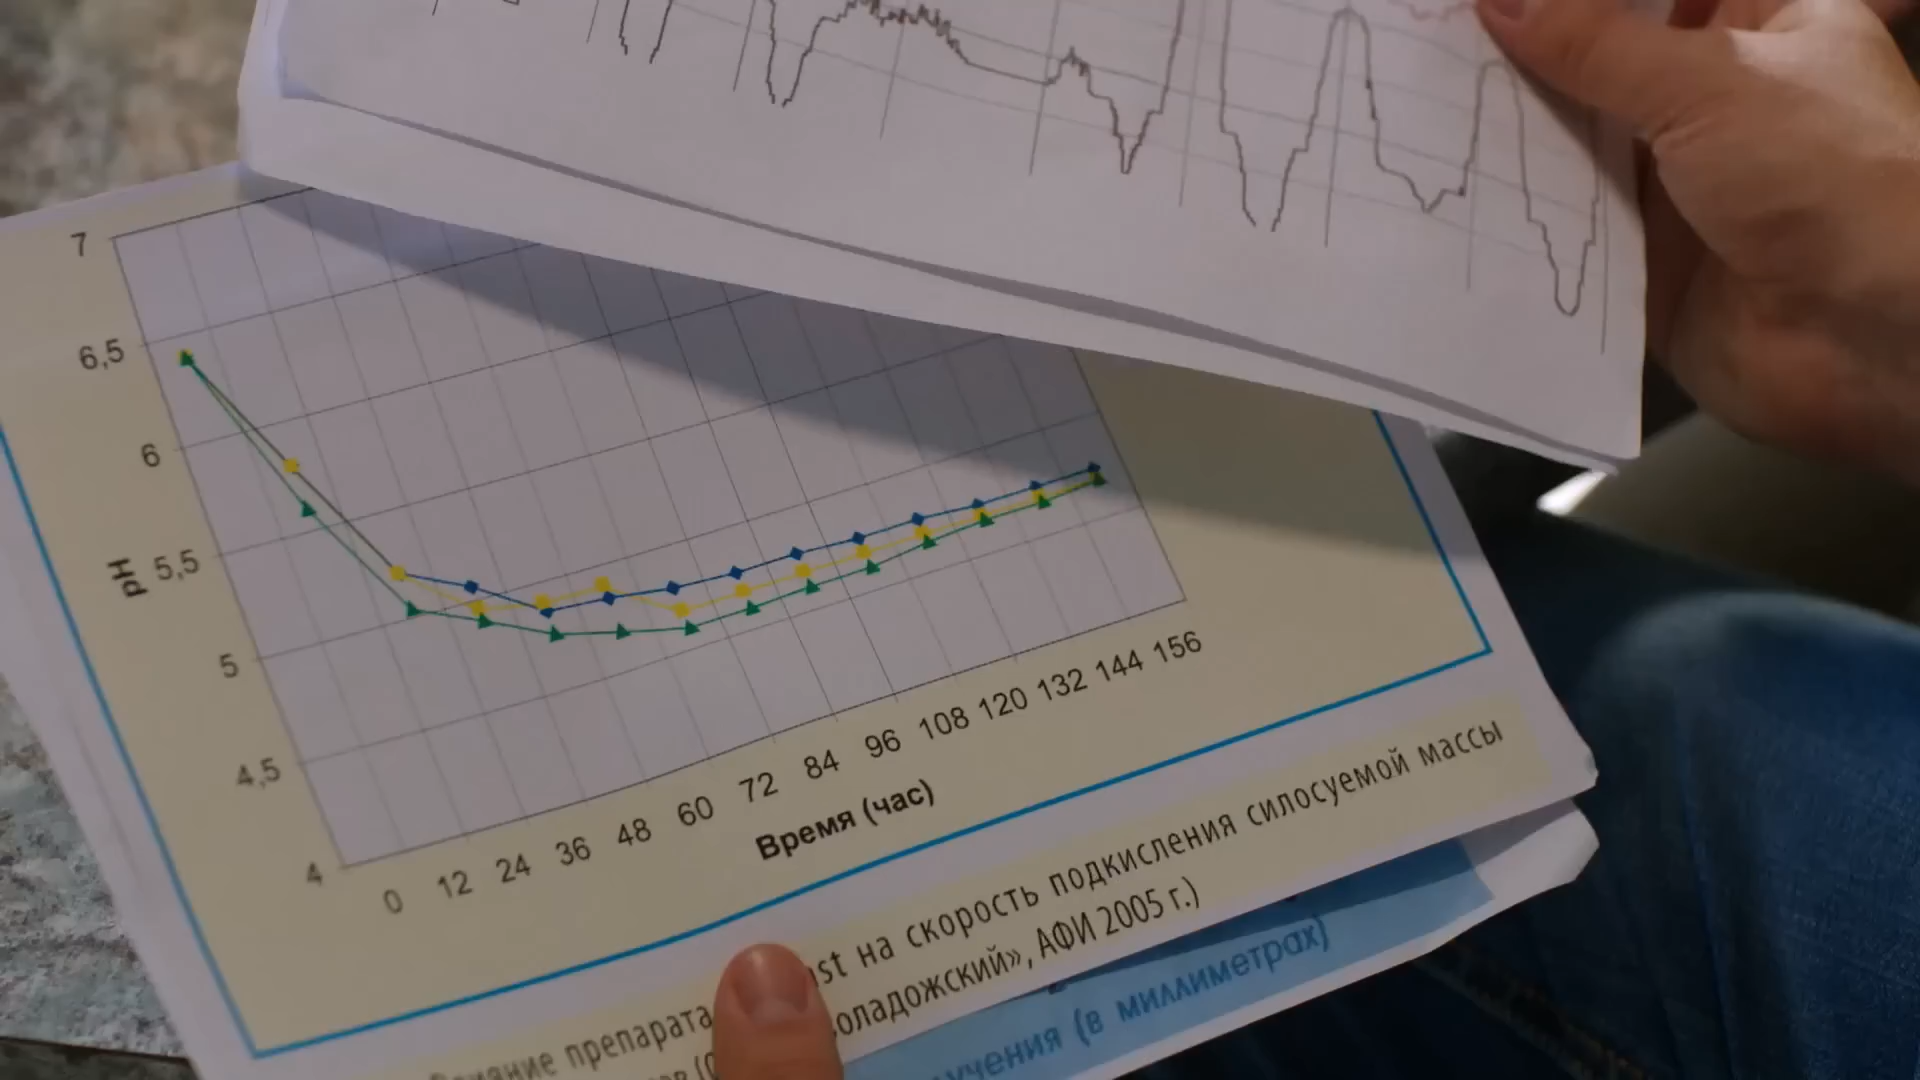 7
6,5
6
5,5
5
4,5
4
pH
0 12 24 36 48 60 72 84 96 108 120 132 144 156
Время (час)
препарата на скорость подкисления силосуемой массы
АФИ 2005 г.)
(в миллиметрах)